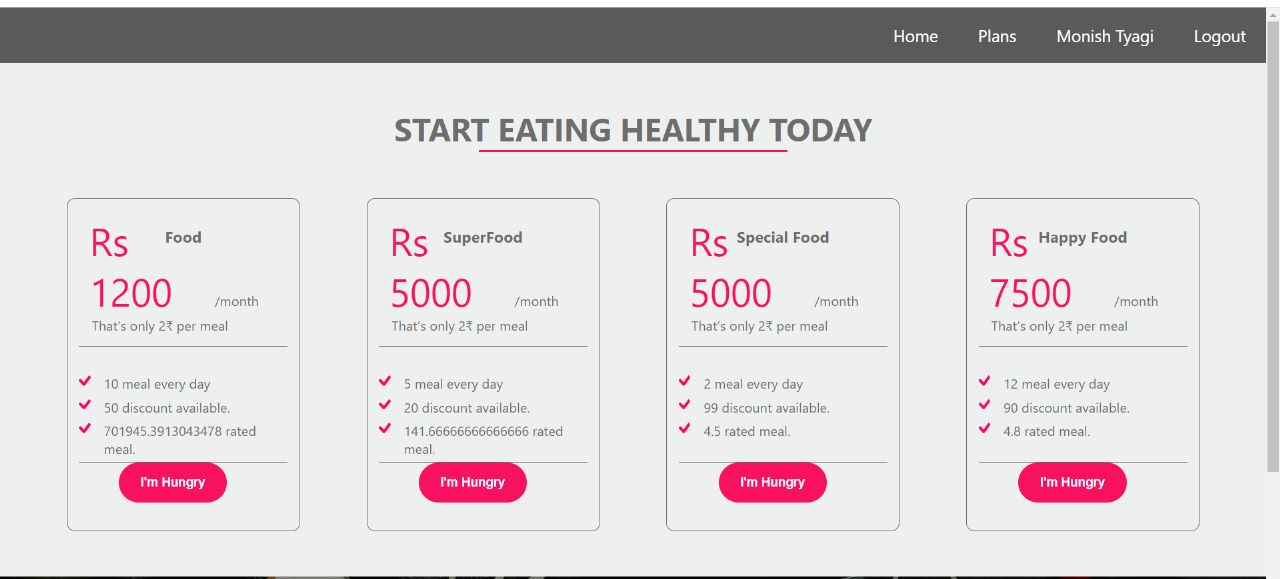 Home Plans Monish Tyagi Logout
START EATING HEALTHY TODAY
Rs Food
1200 /month
That's only 2₹ per meal
10 meal every day
50 discount available.
701945.3913043478 rated
meal.
I'm Hungry
Rs SuperFood
5000 /month
That's only 2₹ per meal
5 meal every day
20 discount available.
141.66666666666666 rated
meal.
I'm Hungry
Rs Special Food
5000 /month
That's only 2₹ per meal
2 meal every day
99 discount available.
4.5 rated meal.
I'm Hungry
Rs Happy Food
7500 /month
That's only 2₹ per meal
12 meal every day
90 discount available.
4.8 rated meal.
I'm Hungry